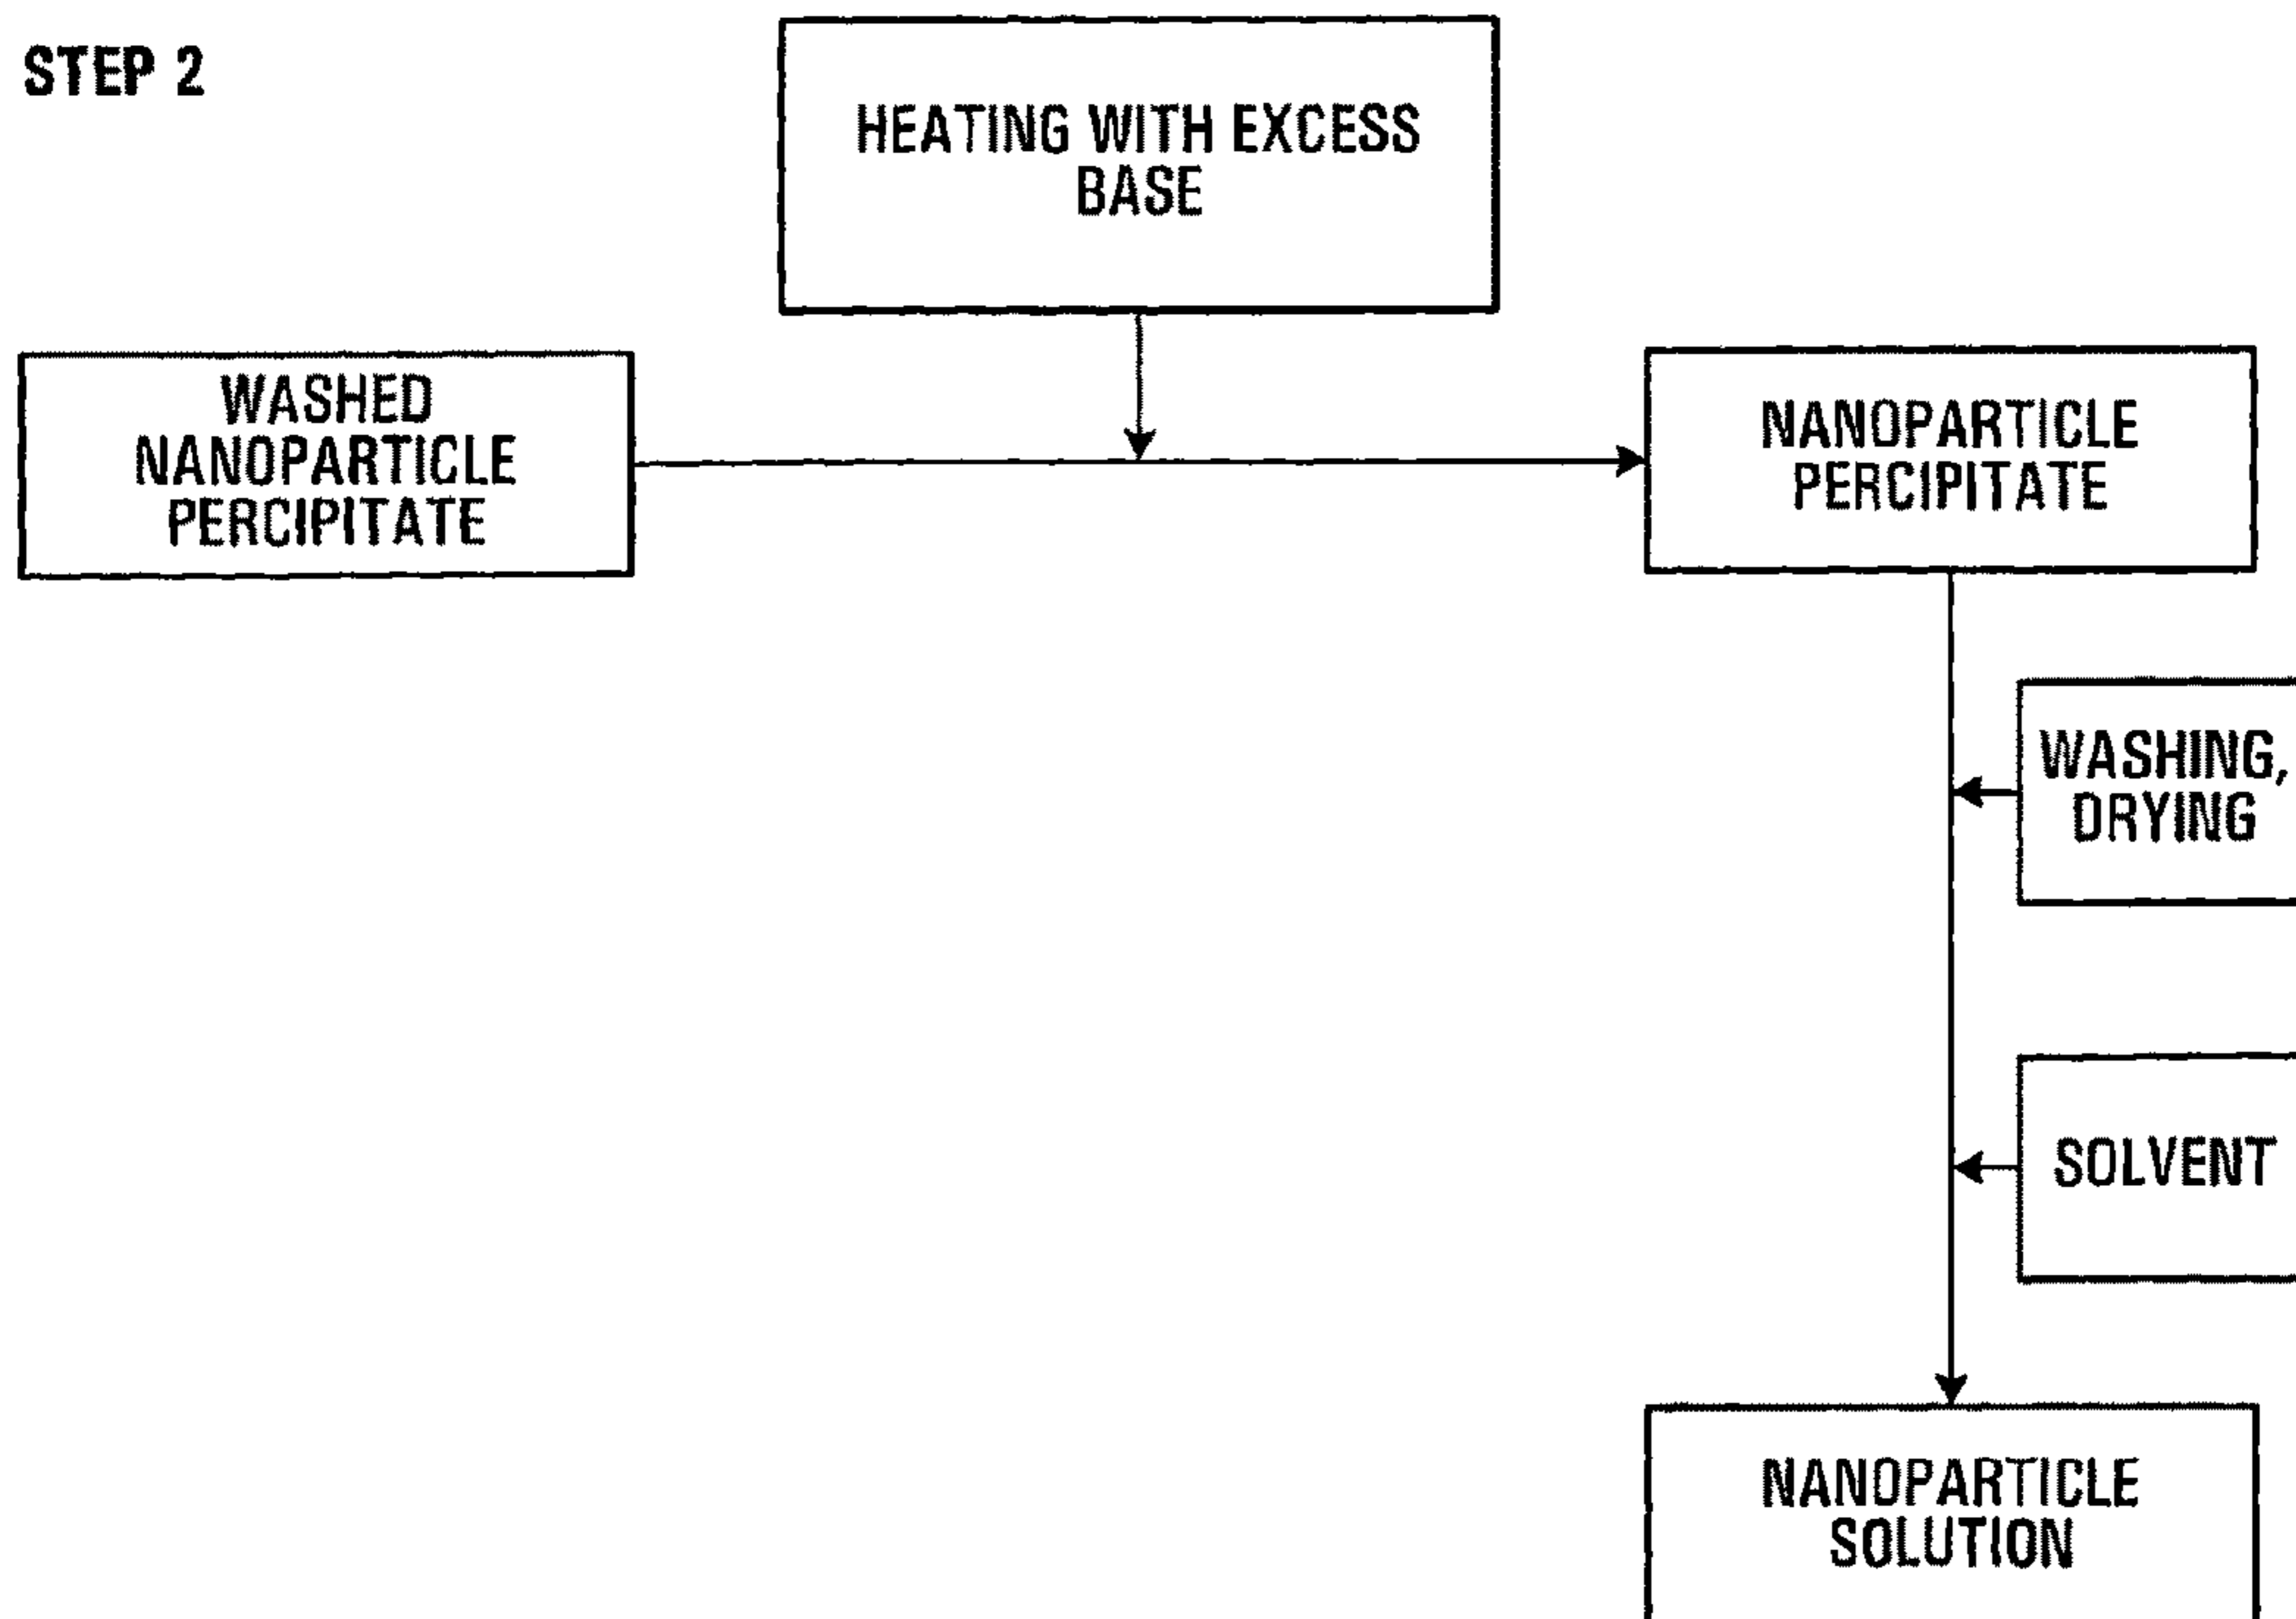 STEP 2
HEATING WITH EXCESS
BASE
WASHED
NANOPARTICLE
PERCIPITATE
NANOPARTICLE
PERCIPITATE
WASHING,
DRYING
SOLVENT
NANOPARTICLE
SOLUTION